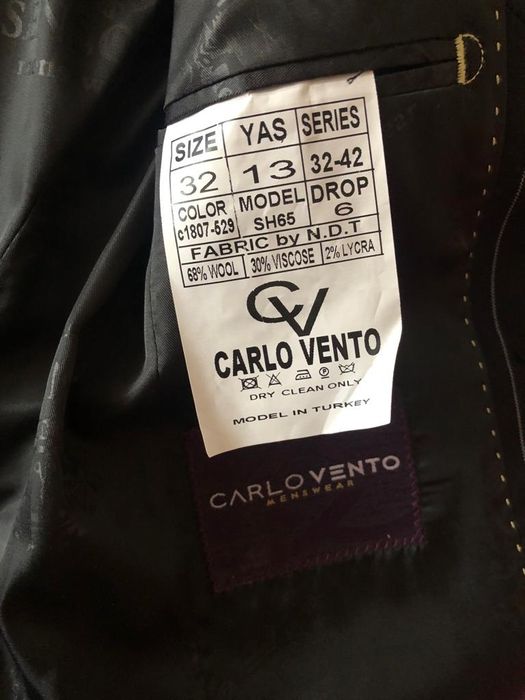 SIZE YAS SERIES
32 13 32-42
COLOR MODEL DROP
c1807-529 SH65 6
FABRIC by N.D.T
68% WOOL 30% VISCOSE 2% LYCRA
CV
CARLO VENTO
DRY CLEAN ONLY
MODEL IN TURKEY
CARLO VENTO
MENSWEAR